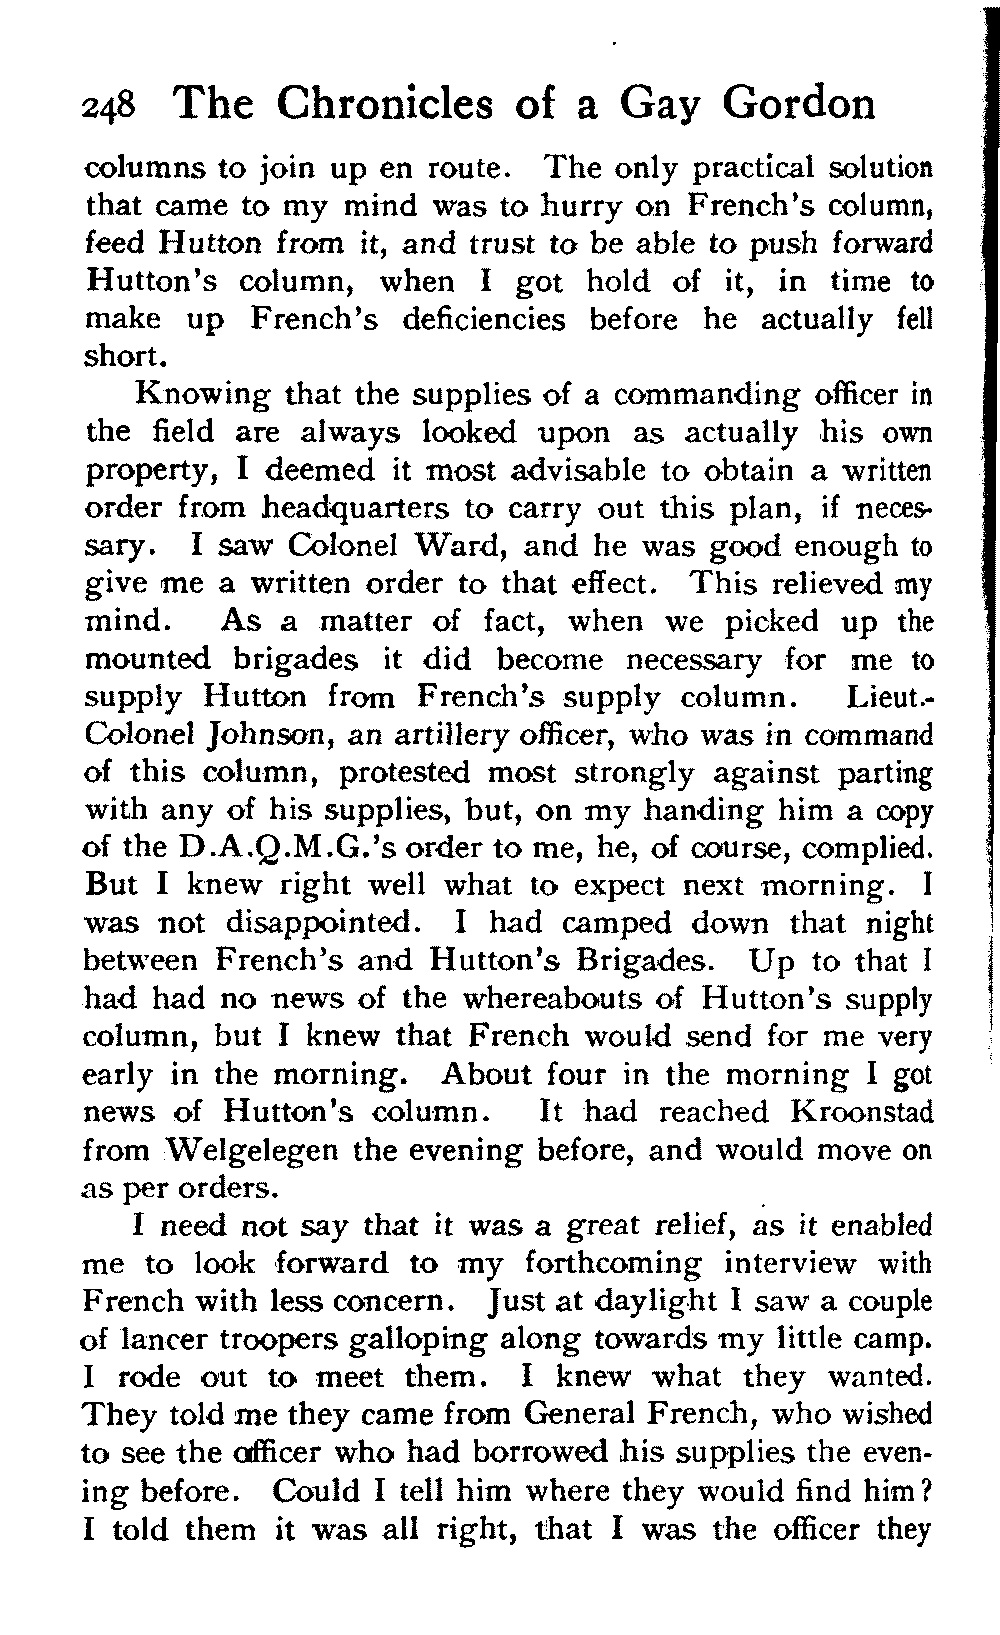 248 The Chronicles of a Gay Gordon
columns to join up en route. The only practical solution
that came to my mind was to hurry on French's column,
feed Hutton from it, and trust to be able to push forward
Hutton's column, when I got hold of it, in time to
make up French's deficiencies before he actually fell
short.
Knowing that the supplies of a commanding officer in
the field are always looked upon as actually his own
property, I deemed it most advisable to obtain a written
order from headquarters to carry out this plan, if neces-
sary. I saw Colonel Ward, and he was good enough to
give me a written order to that effect. This relieved my
mind. As a matter of fact, when we picked up the
mounted brigades it did become necessary for me to
supply Hutton from French's supply column. Lieut.-
Colonel Johnson, an artillery officer, who was in command
of this column, protested most strongly against parting
with any of his supplies, but, on my handing him a copy
of the D.A.Q.M.G.'s order to me, he, of course, complied.
But I knew right well what to expect next morning. I
was not disappointed. I had camped down that night
between French's and Hutton's Brigades. Up to that I
had had no news of the whereabouts of Hutton's supply
column, but I knew that French would send for me very
early in the morning. About four in the morning I got
news of Hutton's column. It had reached Kroonstad
from Welgelegen the evening before, and would move on
as per orders.
I need not say that it was a great relief, as it enabled
me to look forward to my forthcoming interview with
French with less concern. Just at daylight I saw a couple
of lancer troopers galloping along towards my little camp.
I rode out to meet them. I knew what they wanted.
They told me they came from General French, who wished
to see the officer who had borrowed his supplies the even-
ing before. Could I tell him where they would find him?
I told them it was all right, that I was the officer they